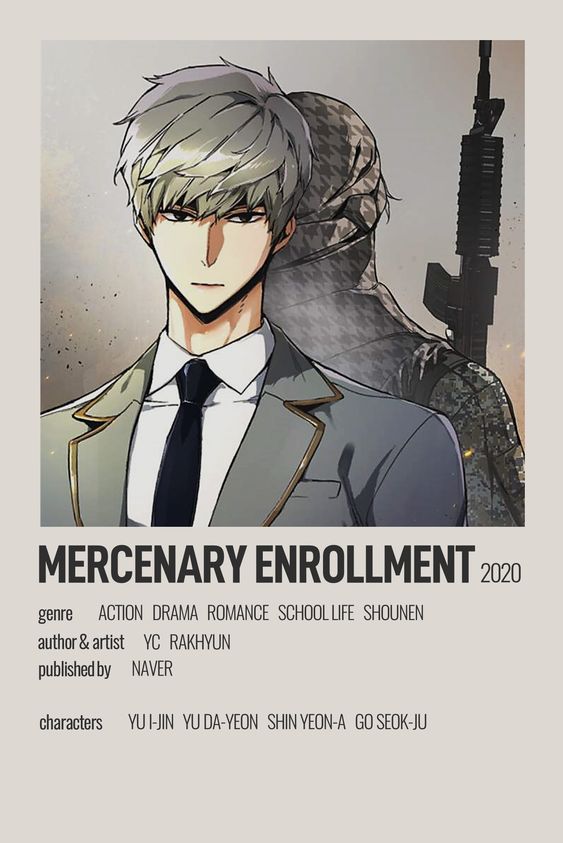 MERCENARY ENROLLMENT 2020
genre ACTION DRAMA ROMANCE SCHOOL LIFE SHOUNEN
author & artist YC RAKHYUN
published by NAVER
characters YU I-JIN YU DA-YEON SHIN YEON-A GO SEOK-JU